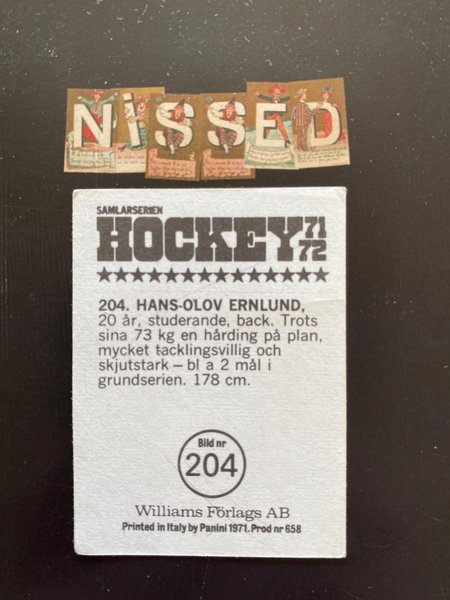 NiSSED
SAMLARSERIEN
HOCKEY 71 72
204. HANS-OLOV ERNLUND,
20 år, studerande, back. Trots
sina 73 kg en hårding på plan,
mycket tacklingsvillig och
skjutstark – bl a 2 mål i
grundserien. 178 cm.
Bild nr
204
Williams Förlags AB
Printed in Italy by Panini 1971. Prod nr 658